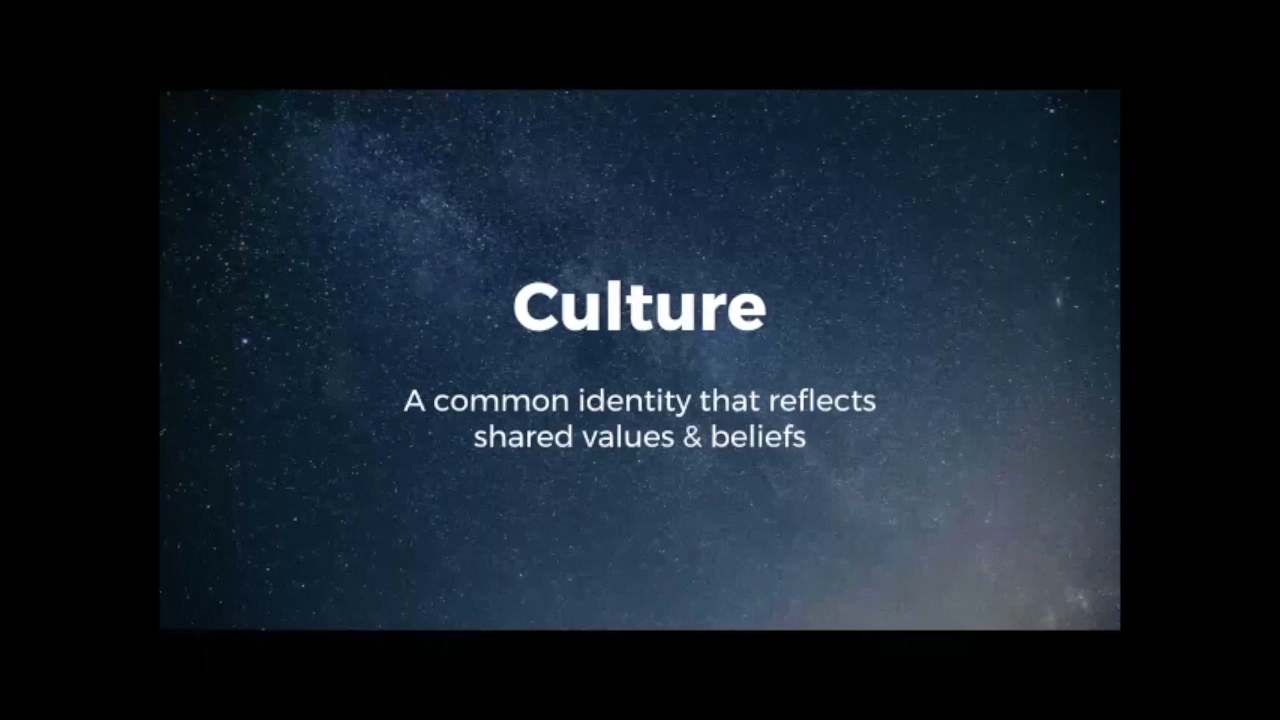 Culture
A common identity that reflects
shared values & beliefs